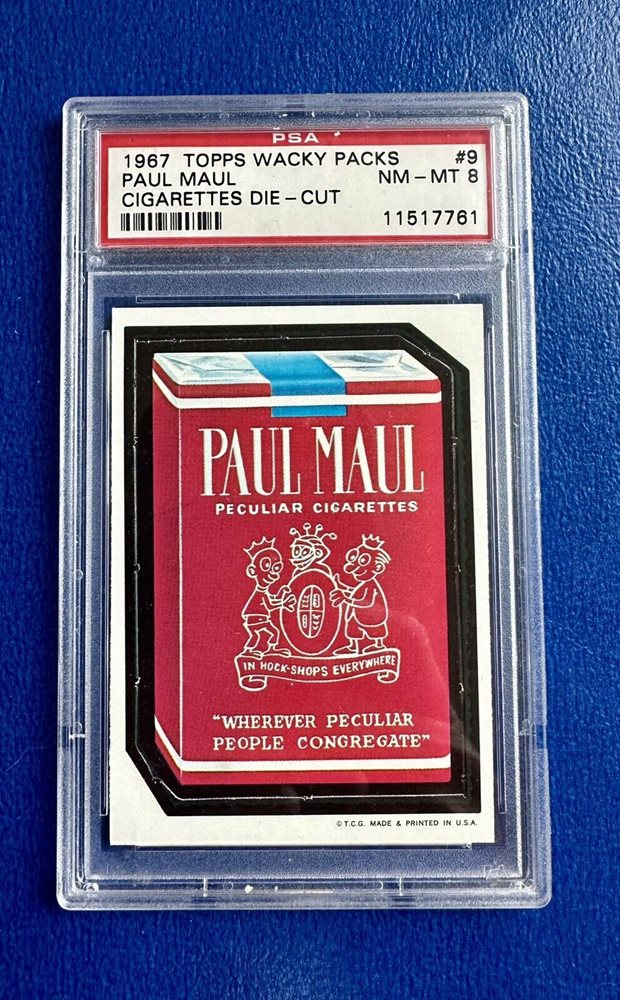 PSA
1967 TOPPS WACKY PACKS #9
PAUL MAUL NM - MT 8
CIGARETTES DIE - CUT
11517761
PAUL MAUL
PECULIAR CIGARETTES
IN HOCK-SHOPS EVERYWHERE
"WHEREVER PECULIAR
PEOPLE CONGREGATE"
© T.C.G. MADE & PRINTED IN U.S.A.